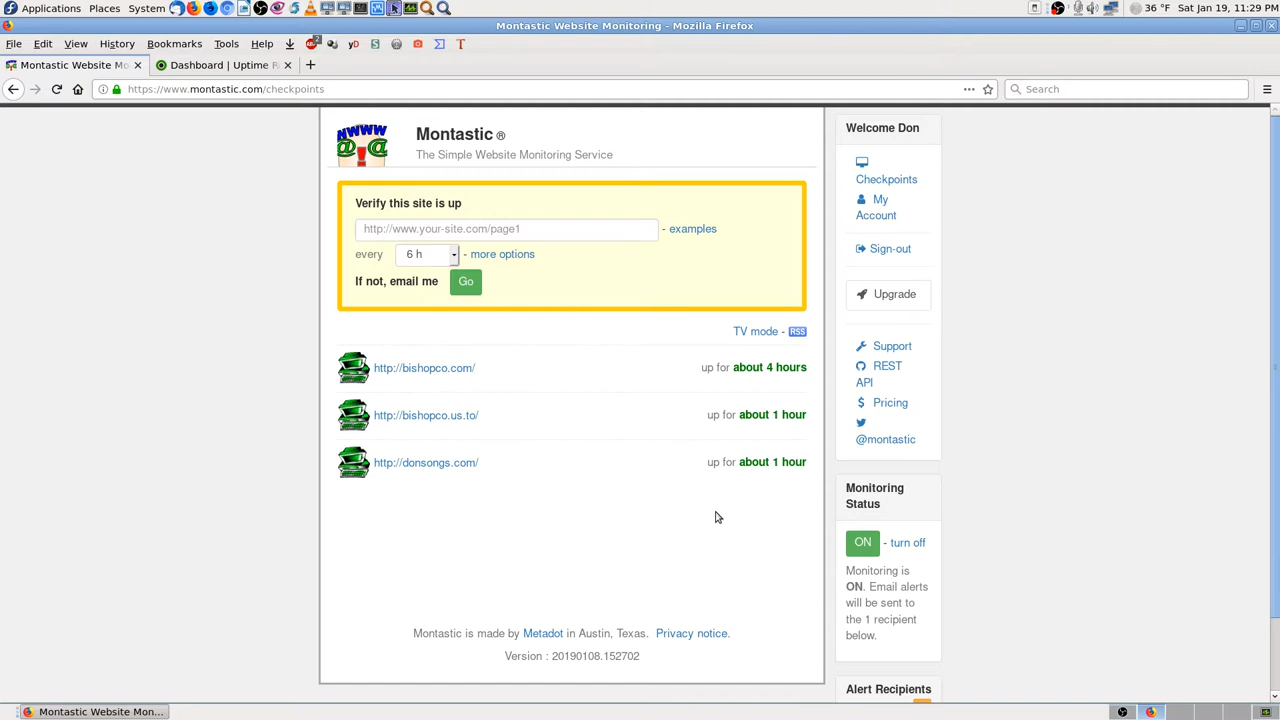 Applications Places System 36 °F Sat Jan 19, 11:29 PM
Montastic Website Monitoring - Mozilla Firefox
File Edit View History Bookmarks Tools Help 2 yD S T
Montastic Website Mo Dashboard | Uptime R
https://www.montastic.com/checkpoints Search
WWW
@!@
Montastic ®
The Simple Website Monitoring Service
Verify this site is up
http://www.your-site.com/page1 - examples
every 6 h - more options
If not, email me Go
TV mode - RSS
http://bishopco.com/ up for about 4 hours
http://bishopco.us.to/ up for about 1 hour
http://donsongs.com/ up for about 1 hour
Montastic is made by Metadot in Austin, Texas. Privacy notice.
Version : 20190108.152702
Welcome Don
Checkpoints
My
Account
Sign-out
Upgrade
Support
REST
API
$ Pricing
@montastic
Monitoring
Status
ON - turn off
Monitoring is
ON. Email alerts
will be sent to
the 1 recipient
below.
Alert Recipients
Montastic Website Mon...